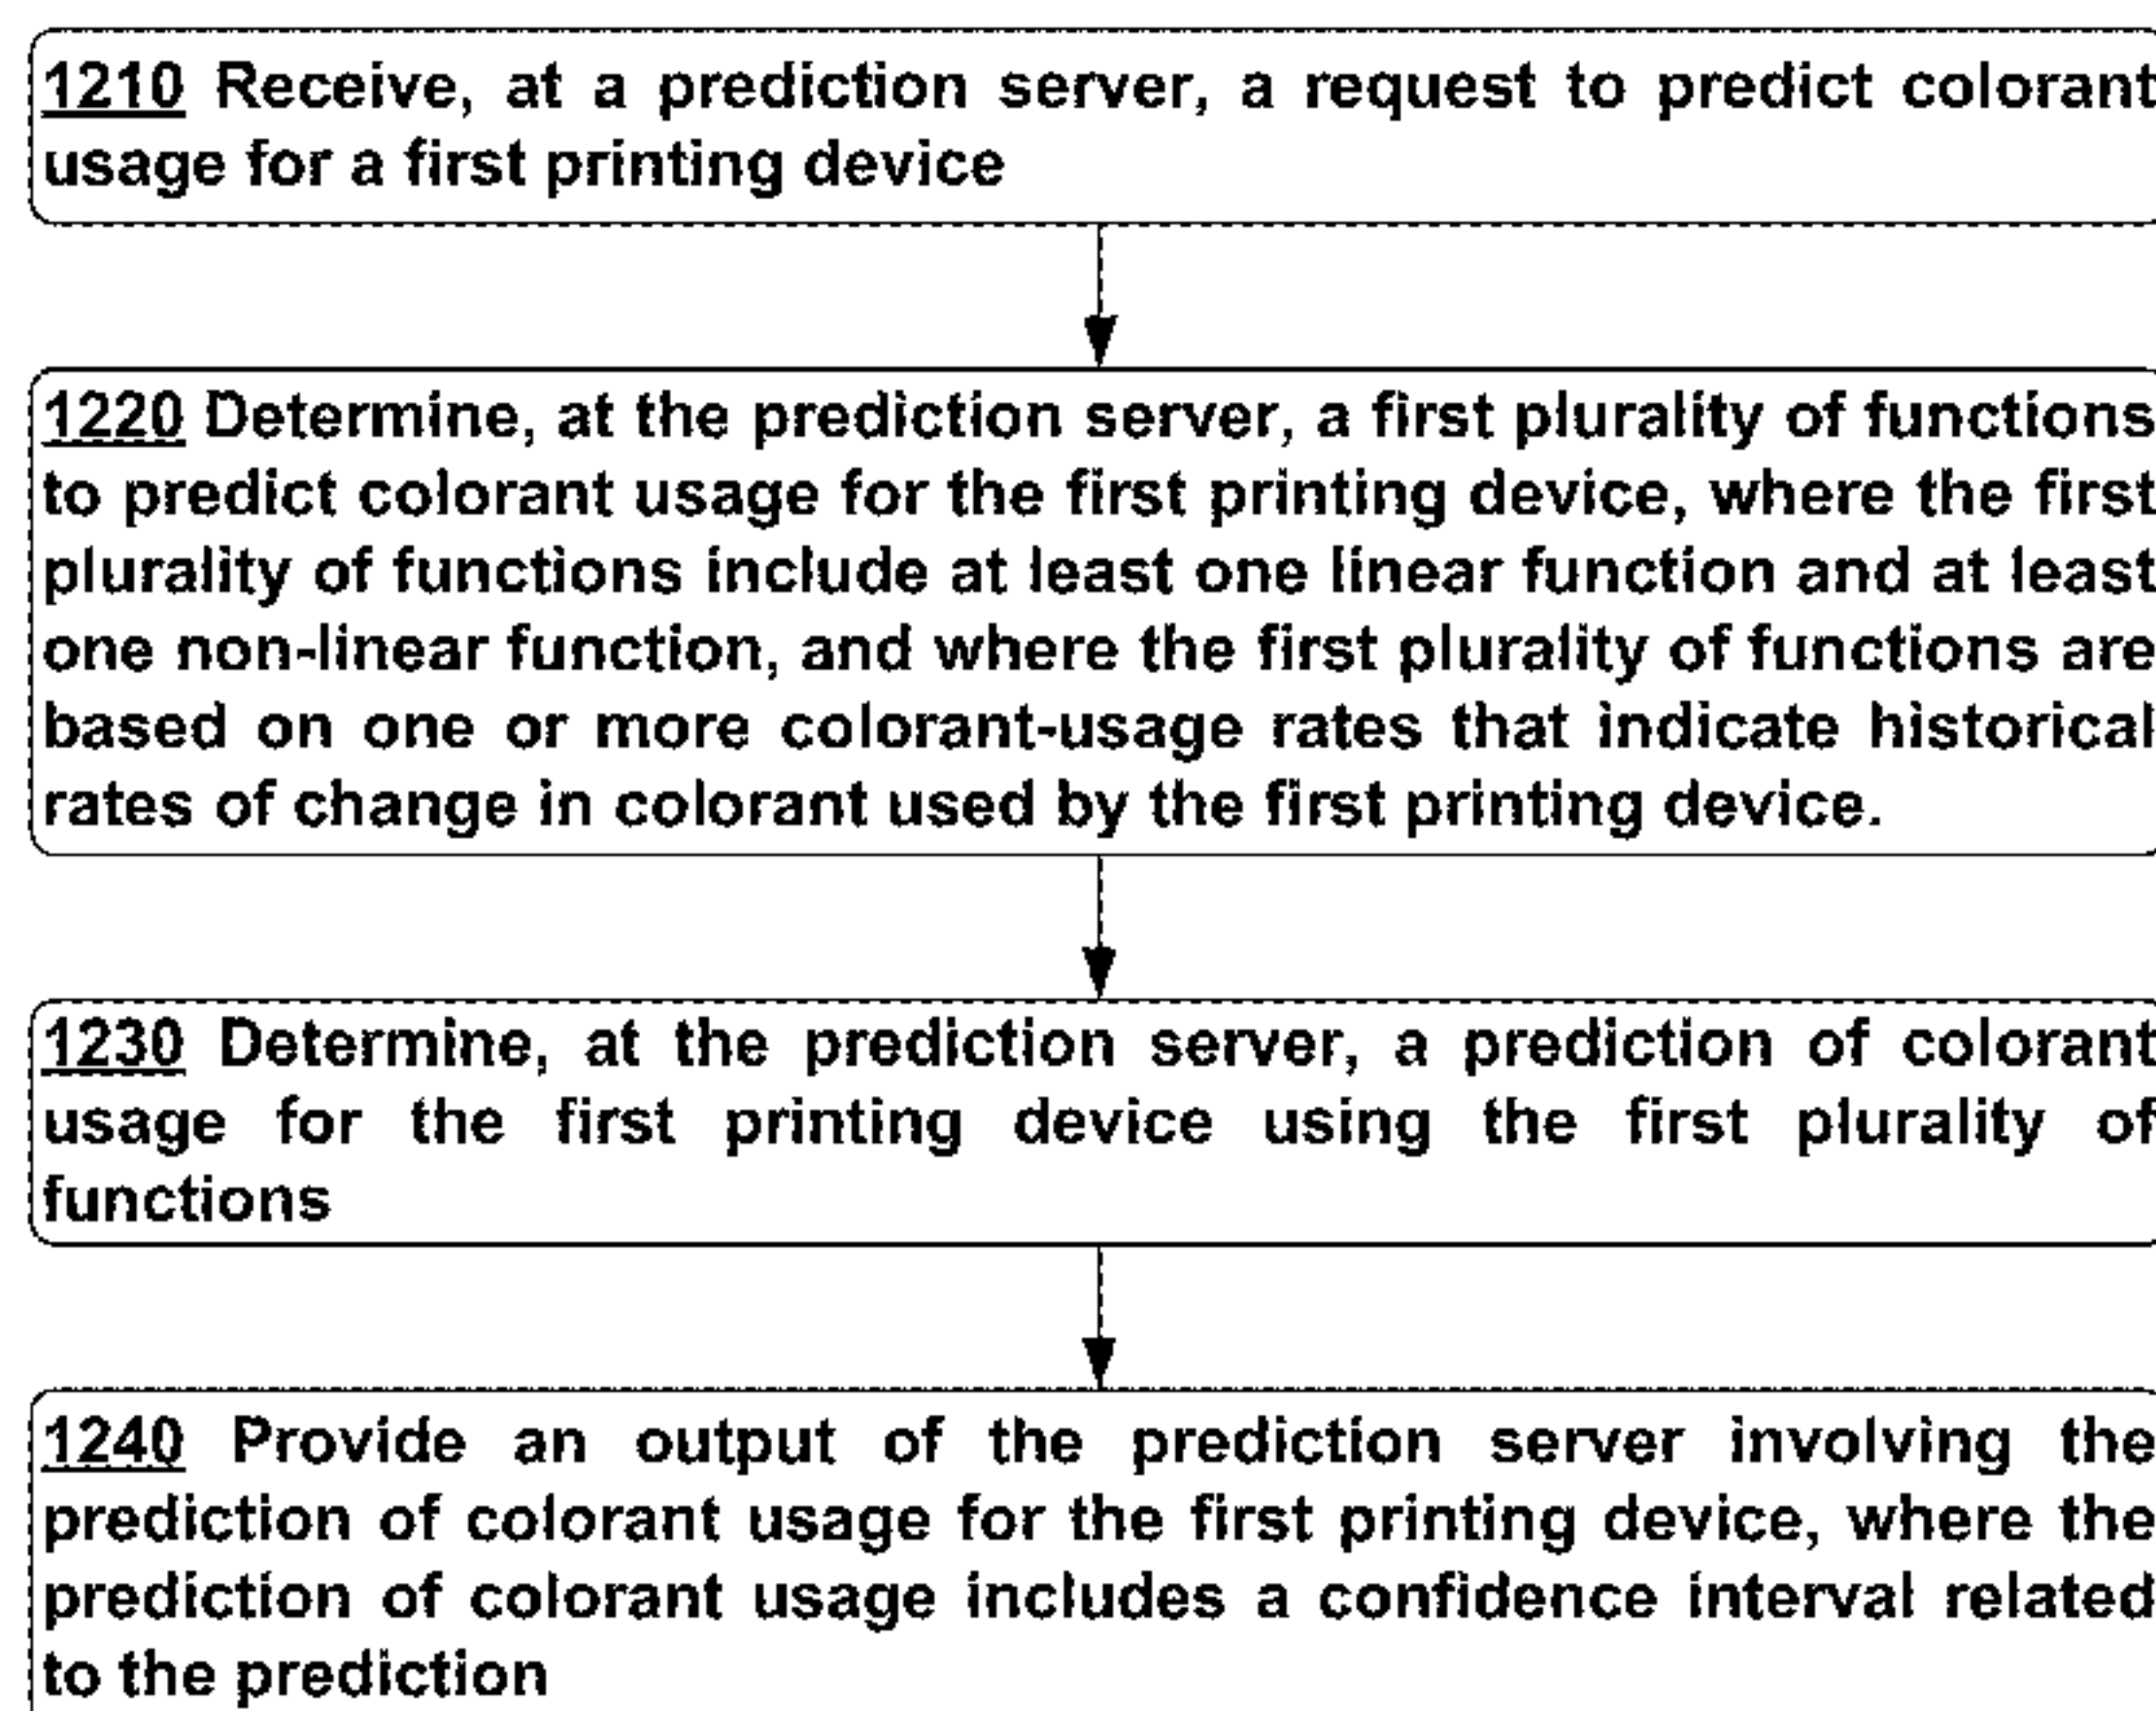 1210 Receive, at a prediction server, a request to predict colorant
usage for a first printing device
1220 Determine, at the prediction server, a first plurality of functions
to predict colorant usage for the first printing device, where the first
plurality of functions include at least one linear function and at least
one non-linear function, and where the first plurality of functions are
based on one or more colorant-usage rates that indicate historical
rates of change in colorant used by the first printing device.
1230 Determine, at the prediction server, a prediction of colorant
usage for the first printing device using the first plurality of
functions
1240 Provide an output of the prediction server involving the
prediction of colorant usage for the first printing device, where the
prediction of colorant usage includes a confidence interval related
to the prediction